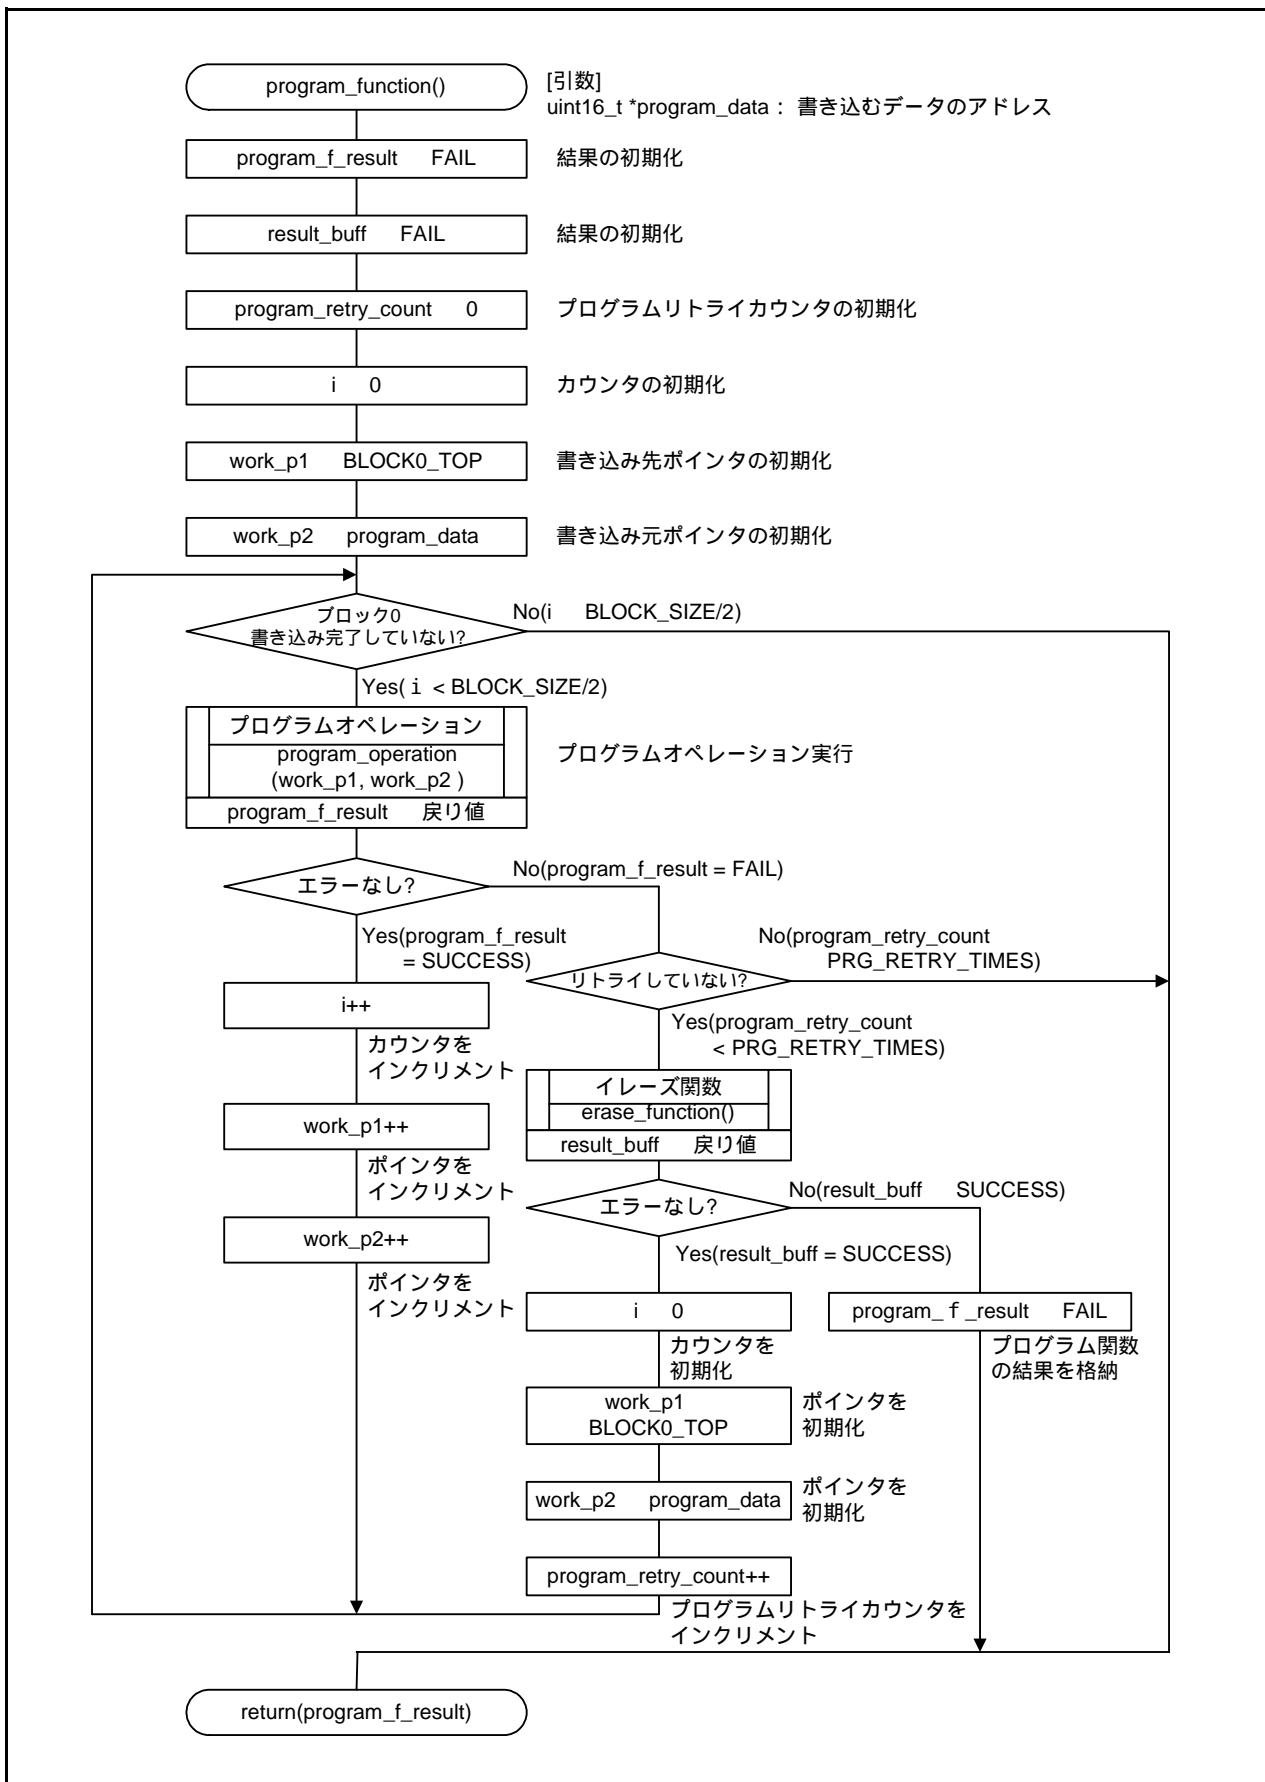 program_function()
[引数]
uint16_t *program_data : 書き込むデータのアドレス
program_f_result FAIL
結果の初期化
result_buff FAIL
結果の初期化
program_retry_count 0
プログラムリトライカウンタの初期化
i 0
カウンタの初期化
work_p1 BLOCK0_TOP
書き込み先ポインタの初期化
work_p2 program_data
書き込み元ポインタの初期化
ブロック0
書き込み完了していない?
No(i BLOCK_SIZE/2)
Yes( i < BLOCK_SIZE/2)
プログラムオペレーション
program_operation
(work_p1, work_p2 )
program_f_result 戻り値
プログラムオペレーション実行
エラーなし?
No(program_f_result = FAIL)
Yes(program_f_result
= SUCCESS)
リトライしていない?
No(program_retry_count
PRG_RETRY_TIMES)
Yes(program_retry_count
< PRG_RETRY_TIMES)
i++
カウンタを
インクリメント
work_p1++
ポインタを
インクリメント
work_p2++
ポインタを
インクリメント
イレーズ関数
erase_function()
result_buff 戻り値
エラーなし?
No(result_buff SUCCESS)
Yes(result_buff = SUCCESS)
i 0
カウンタを
初期化
program_f_result FAIL
プログラム関数
の結果を格納
work_p1
BLOCK0_TOP
ポインタを
初期化
work_p2 program_data
ポインタを
初期化
program_retry_count++
プログラムリトライカウンタを
インクリメント
return(program_f_result)